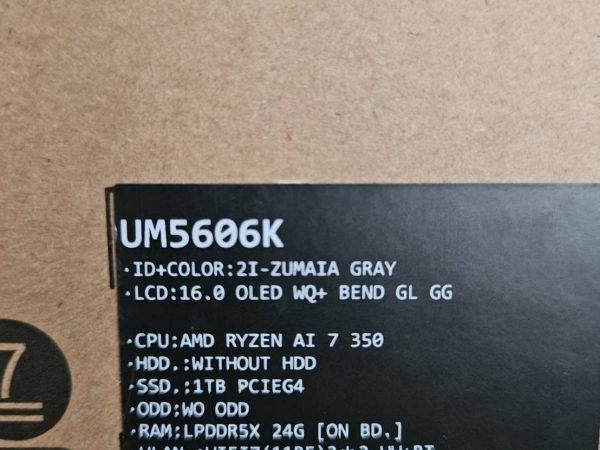 UM5606K
·ID+COLOR:2I-ZUMAIA GRAY
·LCD:16.0 OLED WQ+ BEND GL GG
·CPU:AMD RYZEN AI 7 350
·HDD.:WITHOUT HDD
·SSD.:1TB PCIEG4
·ODD:WO ODD
·RAM:LPDDR5X 24G [ON BD.]
7